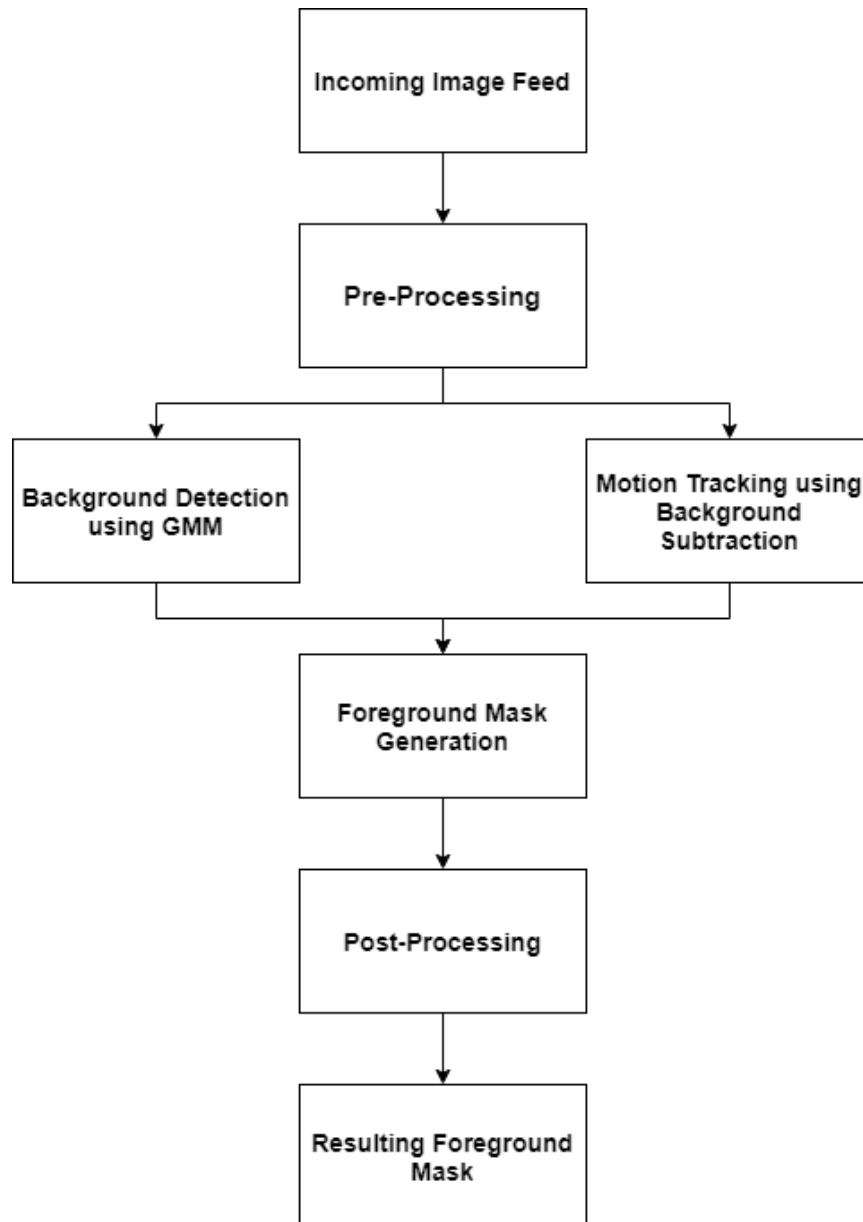 Incoming Image Feed
Pre-Processing
Background Detection
using GMM
Motion Tracking using
Background
Subtraction
Foreground Mask
Generation
Post-Processing
Resulting Foreground
Mask